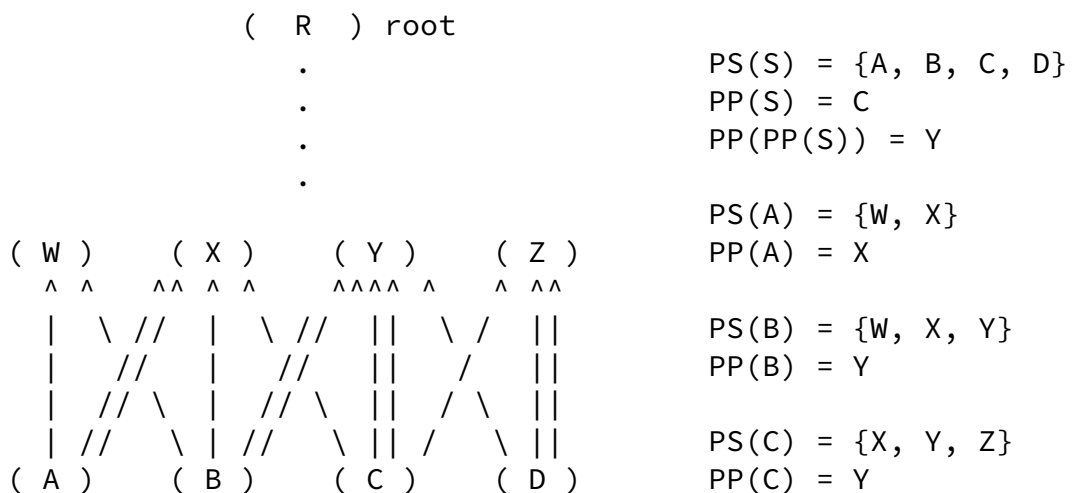 ( R ) root
PS(S) = {A, B, C, D}
PP(S) = C
PP(PP(S)) = Y
PS(A) = {W, X}
( W ) ( X ) ( Y ) ( Z ) PP(A) = X
^ ^ ^^ ^ ^ ^^^^ ^ ^ ^^
| \ // | \ // || \ / || PS(B) = {W, X, Y}
| // | // || / || PP(B) = Y
| // \ | // \ || / \ ||
| // \ | // \ || / \ || PS(C) = {X, Y, Z}
( A ) ( B ) ( C ) ( D ) PP(C) = Y